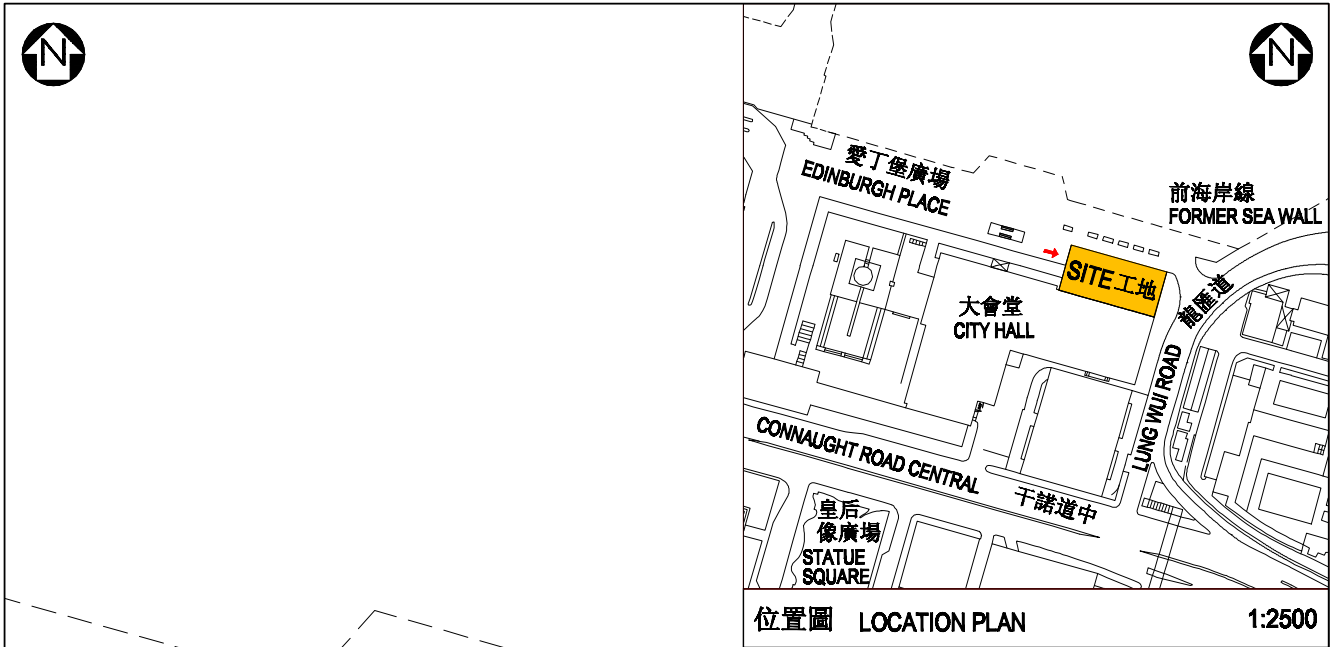 N
N
愛丁堡廣場
EDINBURGH PLACE
前海岸線
FORMER SEA WALL
SITE 工地
龍匯道
LUNG WUI ROAD
大會堂
CITY HALL
CONNAUGHT ROAD CENTRAL
干諾道中
皇后
像廣場
STATUE
SQUARE
位置圖 LOCATION PLAN 1:2500